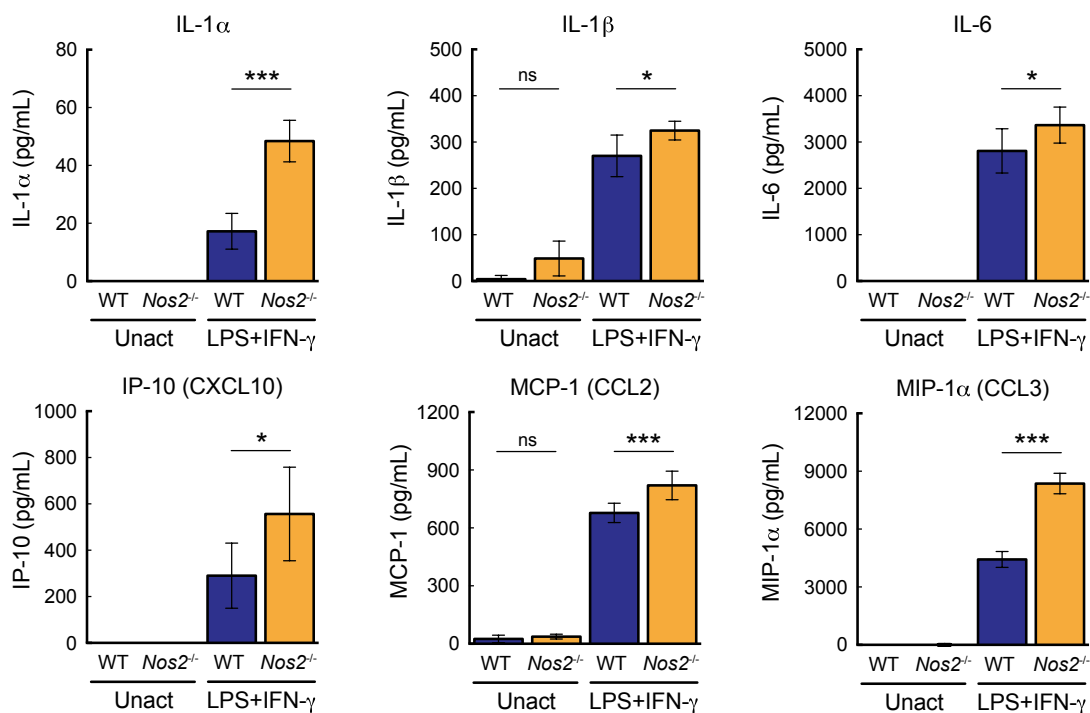 IL-1α
IL-1α (pg/mL)
80
60
40
20
0
***
WT Nos2-/- WT Nos2-/-
Unact LPS+IFN-γ
IL-1β
IL-1β (pg/mL)
500
400
300
200
100
0
ns *
WT Nos2-/- WT Nos2-/-
Unact LPS+IFN-γ
IL-6
IL-6 (pg/mL)
5000
4000
3000
2000
1000
0
*
WT Nos2-/- WT Nos2-/-
Unact LPS+IFN-γ
IP-10 (CXCL10)
IP-10 (pg/mL)
1000
800
600
400
200
0
*
WT Nos2-/- WT Nos2-/-
Unact LPS+IFN-γ
MCP-1 (CCL2)
MCP-1 (pg/mL)
1200
900
600
300
0
ns ***
WT Nos2-/- WT Nos2-/-
Unact LPS+IFN-γ
MIP-1α (CCL3)
MIP-1α (pg/mL)
12000
9000
6000
3000
0
***
WT Nos2-/- WT Nos2-/-
Unact LPS+IFN-γ